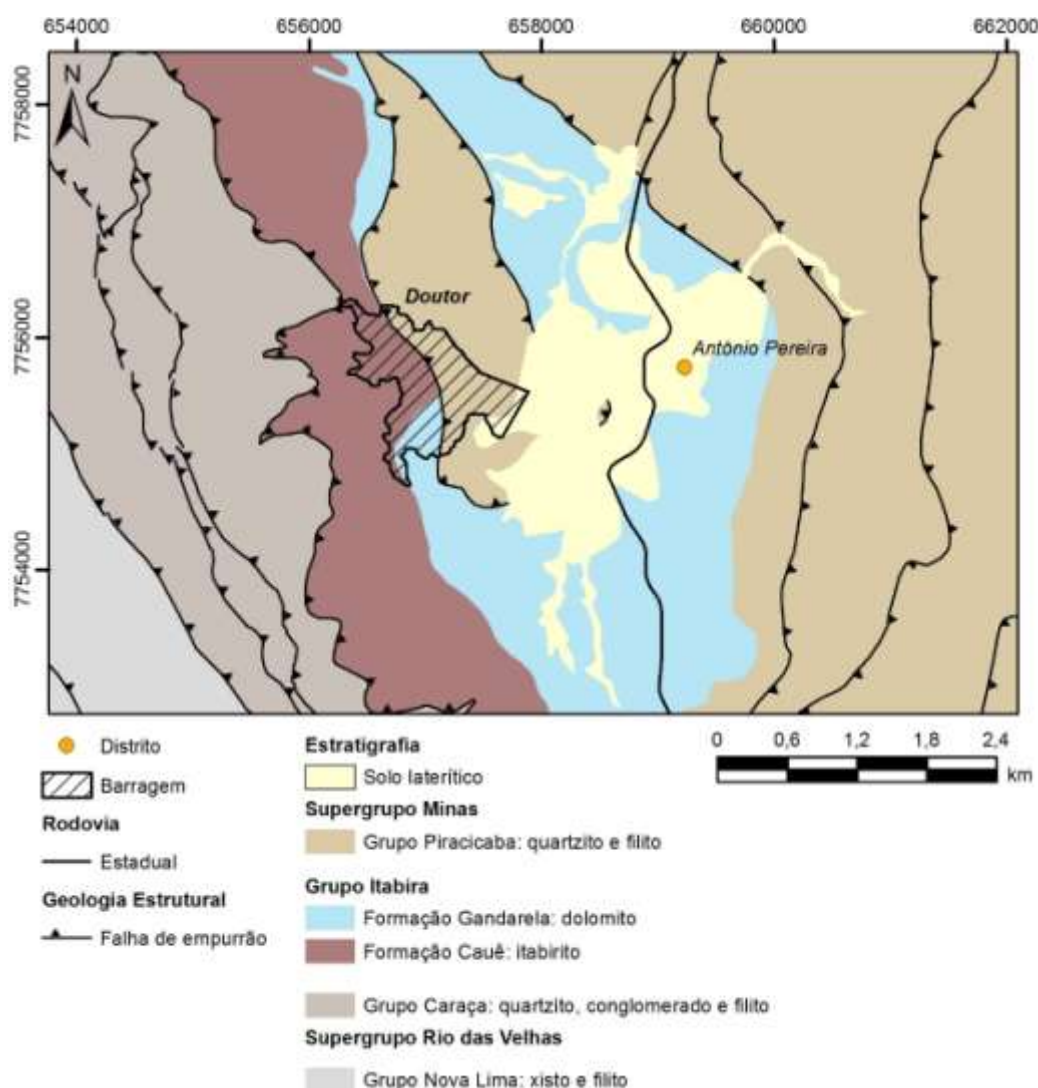 654000 656000 658000 660000 662000
7758000
7756000
7754000
N
Doutor
Antônio Pereira
Distrito
Barragem
Rodovia
Estadual
Geologia Estrutural
Falha de empurrão
Estratigrafia
Solo laterítico
Supergrupo Minas
Grupo Piracicaba: quartzito e filito
Grupo Itabira
Formação Gandarela: dolomito
Formação Cauê: itabirito
Grupo Caraça: quartzito, conglomerado e filito
Supergrupo Rio das Velhas
Grupo Nova Lima: xisto e filito
0 0,6 1,2 1,8 2,4
km